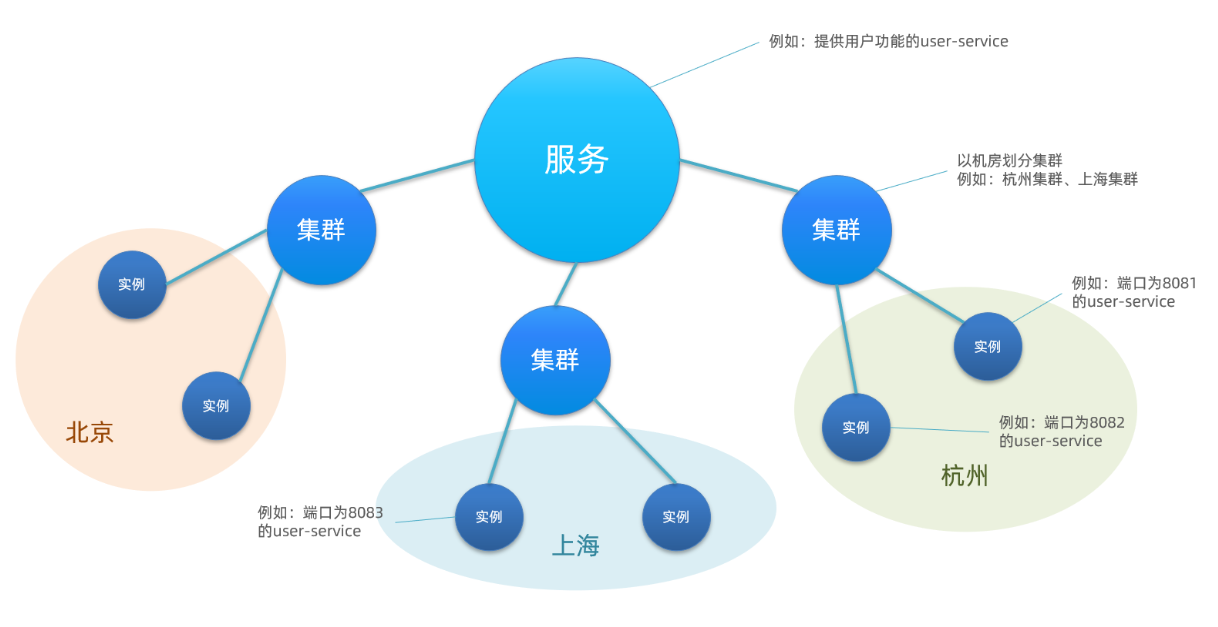 例如：提供用户功能的user-service
服务
以机房划分集群
例如：杭州集群、上海集群
集群
集群
实例
例如：端口为8081
的user-service
实例
集群
实例
例如：端口为8082
的user-service
实例
北京
杭州
例如：端口为8083
的user-service
实例
实例
上海